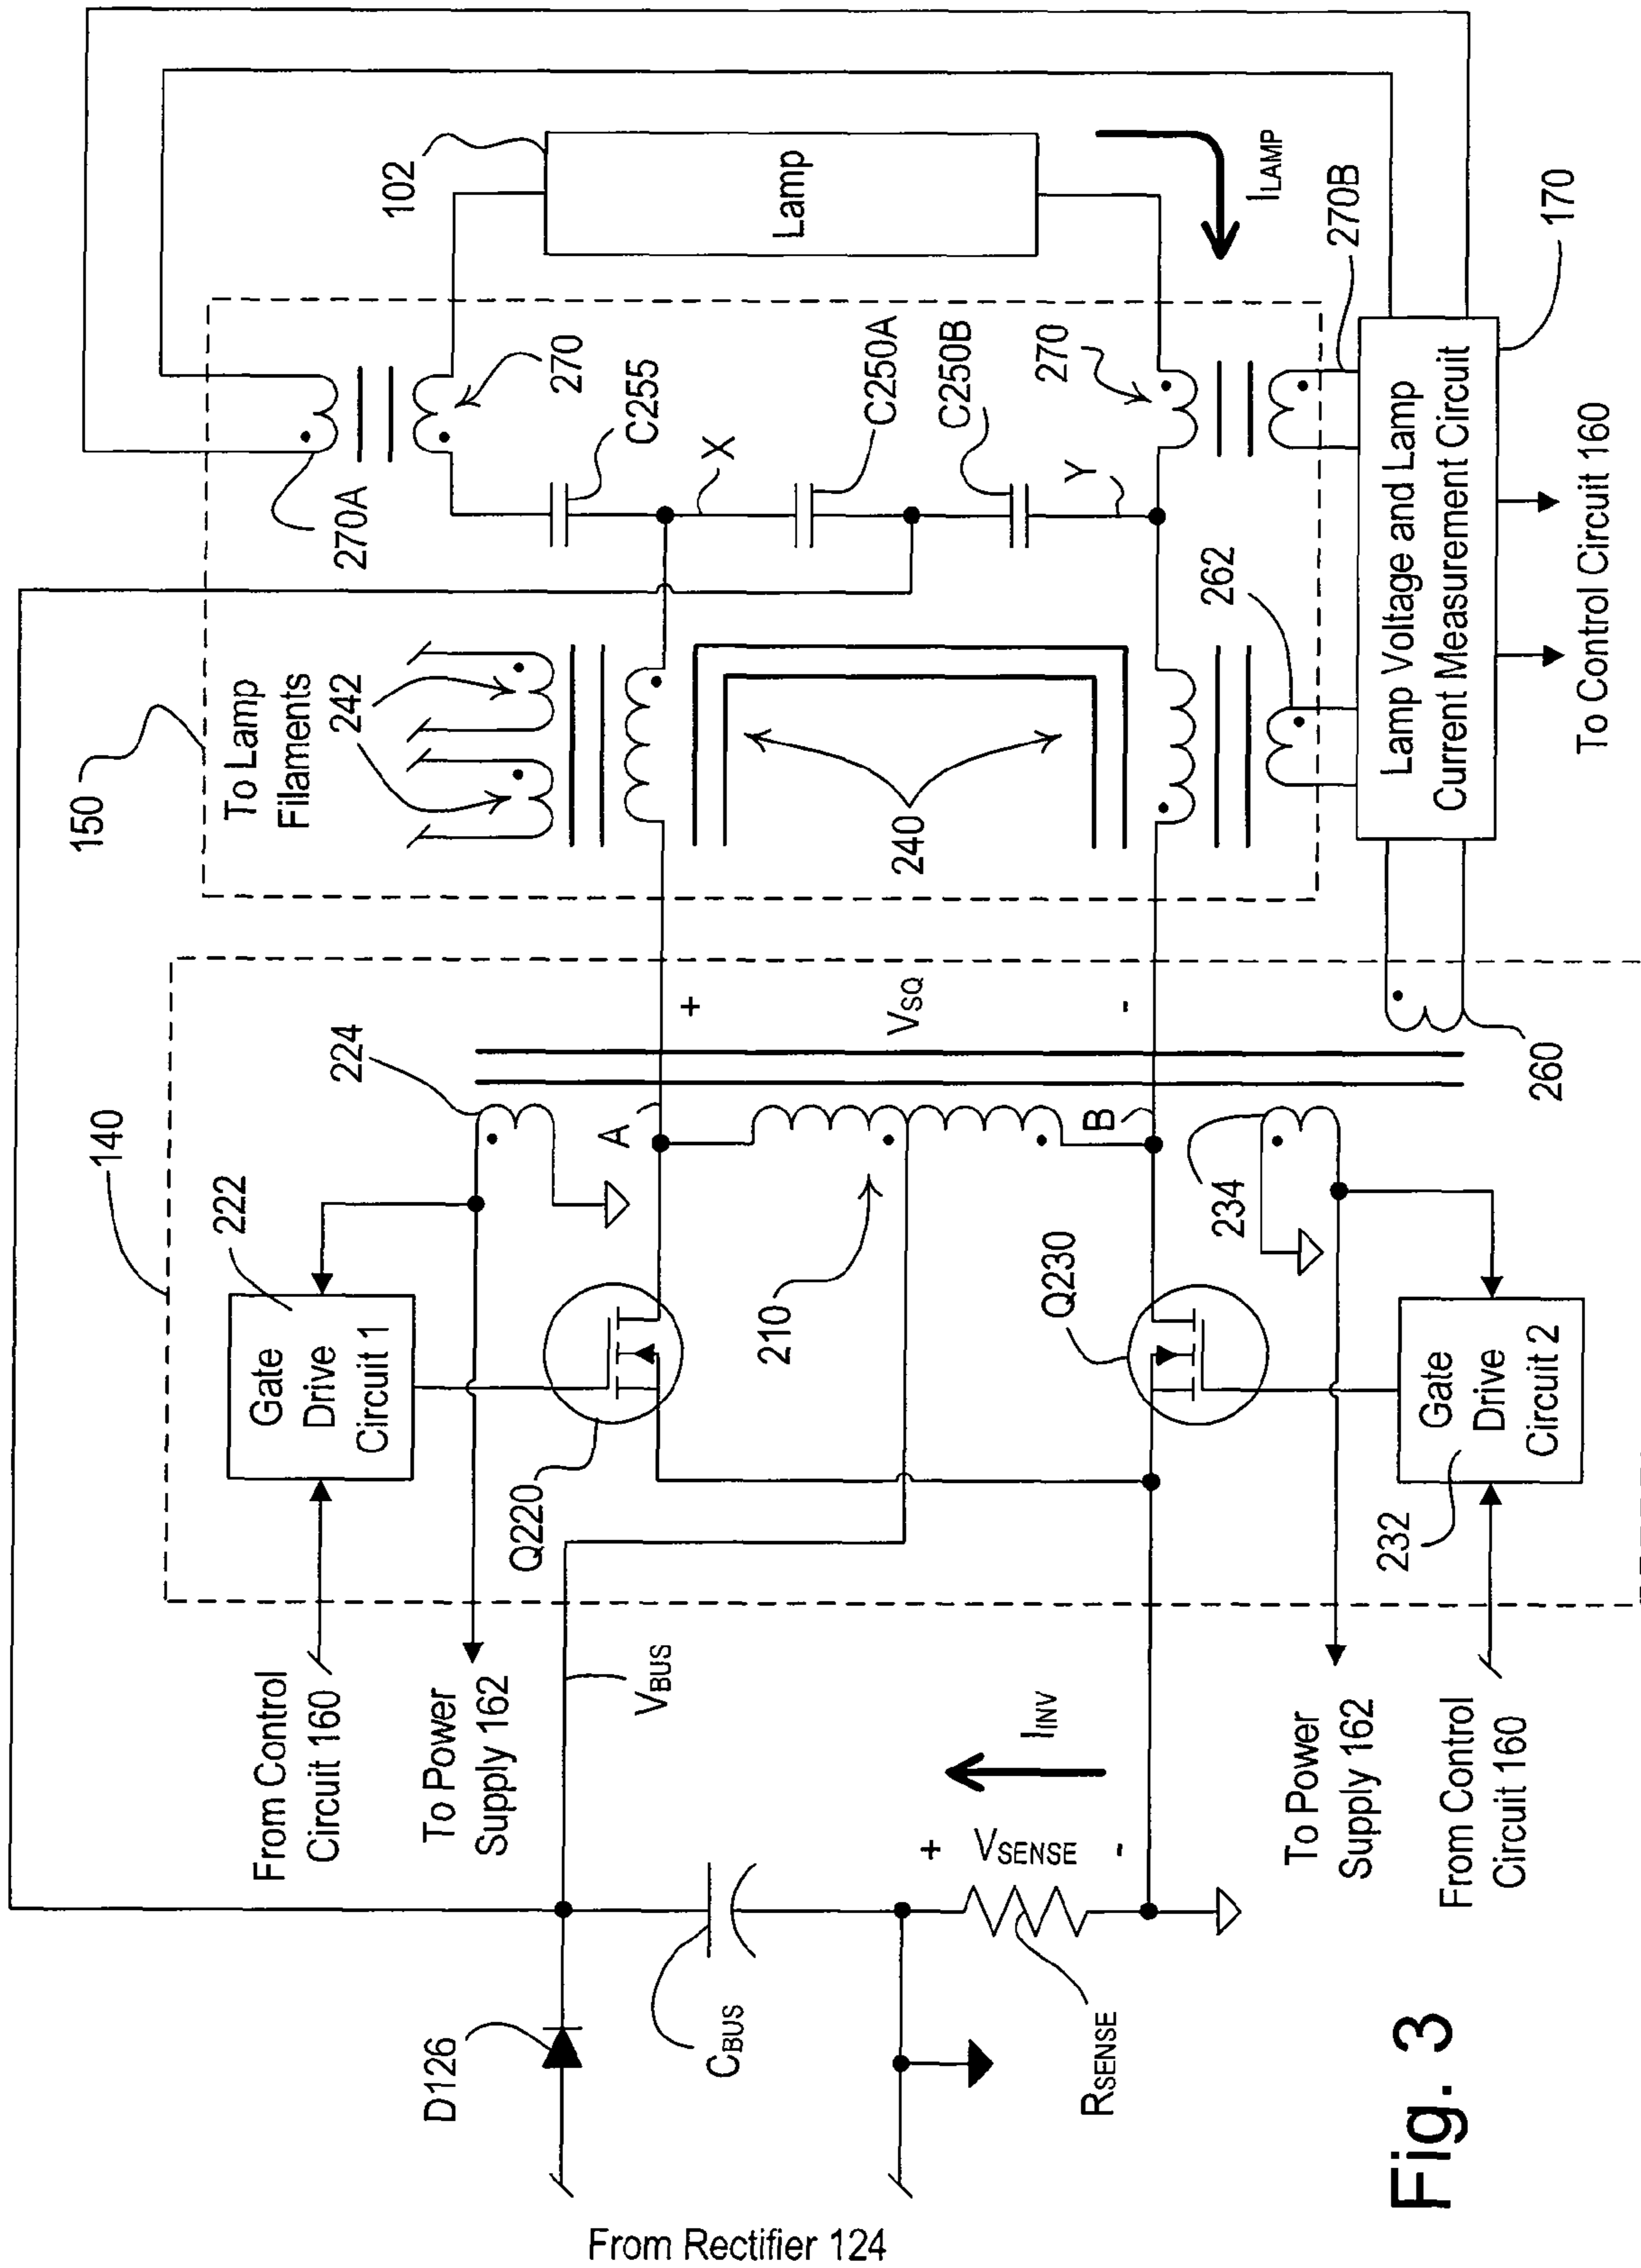 150
To Lamp
Filaments
242
270A
270
C255
X
C250A
C250B
Y
270
102
Lamp
ILAMP
270B
262
240
Lamp Voltage and Lamp
Current Measurement Circuit
170
To Control Circuit 160
140
222
Gate
Drive
Circuit 1
224
A
+
VSQ
-
B
210
Q220
Q230
234
260
Gate
Drive
Circuit 2
232
From Control
Circuit 160
To Power
Supply 162
VBUS
IINV
To Power
Supply 162
From Control
Circuit 160
D126
CBUS
+
VSENSE
-
RSENSE
From Rectifier 124
Fig. 3